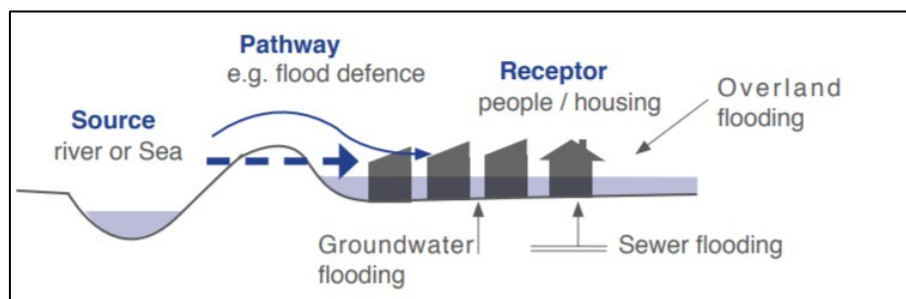 Pathway
e.g. flood defence
Source
river or Sea
Receptor
people / housing
Overland
flooding
Groundwater
flooding
Sewer flooding